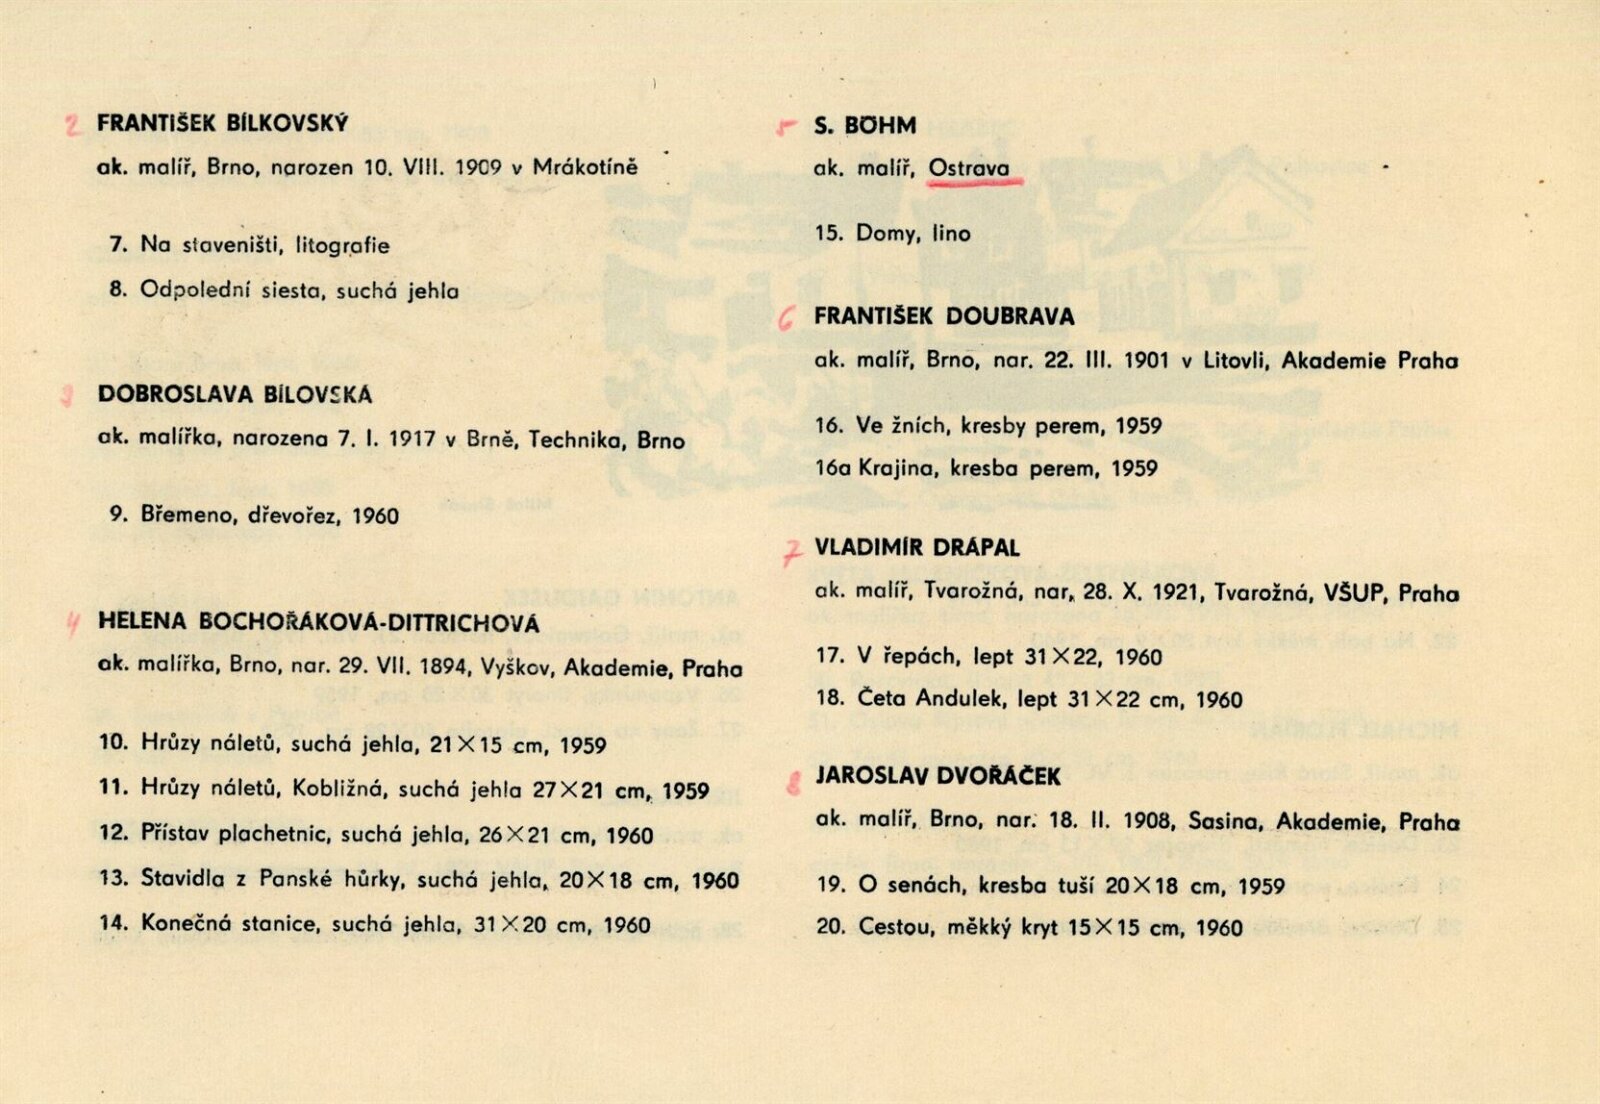 2 FRANTIŠEK BÍLKOVSKÝ
ak. malíř, Brno, narozen 10. VIII. 1909 v Mrákotíně
7. Na staveništi, litografie
8. Odpolední siesta, suchá jehla
3 DOBROSLAVA BÍLOVSKÁ
ak. malířka, narozena 7. I. 1917 v Brně, Technika, Brno
9. Břemeno, dřevořez, 1960
4 HELENA BOCHOŘÁKOVÁ-DITTRICHOVÁ
ak. malířka, Brno, nar. 29. VII. 1894, Vyškov, Akademie, Praha
10. Hrůzy náletů, suchá jehla, 21×15 cm, 1959
11. Hrůzy náletů, Kobližná, suchá jehla 27×21 cm, 1959
12. Přístav plachetnic, suchá jehla, 26×21 cm, 1960
13. Stavidla z Panské hůrky, suchá jehla, 20×18 cm, 1960
14. Konečná stanice, suchá jehla, 31×20 cm, 1960
5 S. BÖHM
ak. malíř, Ostrava
15. Domy, lino
6 FRANTIŠEK DOUBRAVA
ak. malíř, Brno, nar. 22. III. 1901 v Litovli, Akademie Praha
16. Ve žních, kresby perem, 1959
16a Krajina, kresba perem, 1959
7 VLADIMÍR DRÁPAL
ak. malíř, Tvarožná, nar. 28. X. 1921, Tvarožná, VŠUP, Praha
17. V řepách, lept 31×22, 1960
18. Četa Andulek, lept 31×22 cm, 1960
8 JAROSLAV DVOŘÁČEK
ak. malíř, Brno, nar. 18. II. 1908, Sasina, Akademie, Praha
19. O senách, kresba tuší 20×18 cm, 1959
20. Cestou, měkký kryt 15×15 cm, 1960